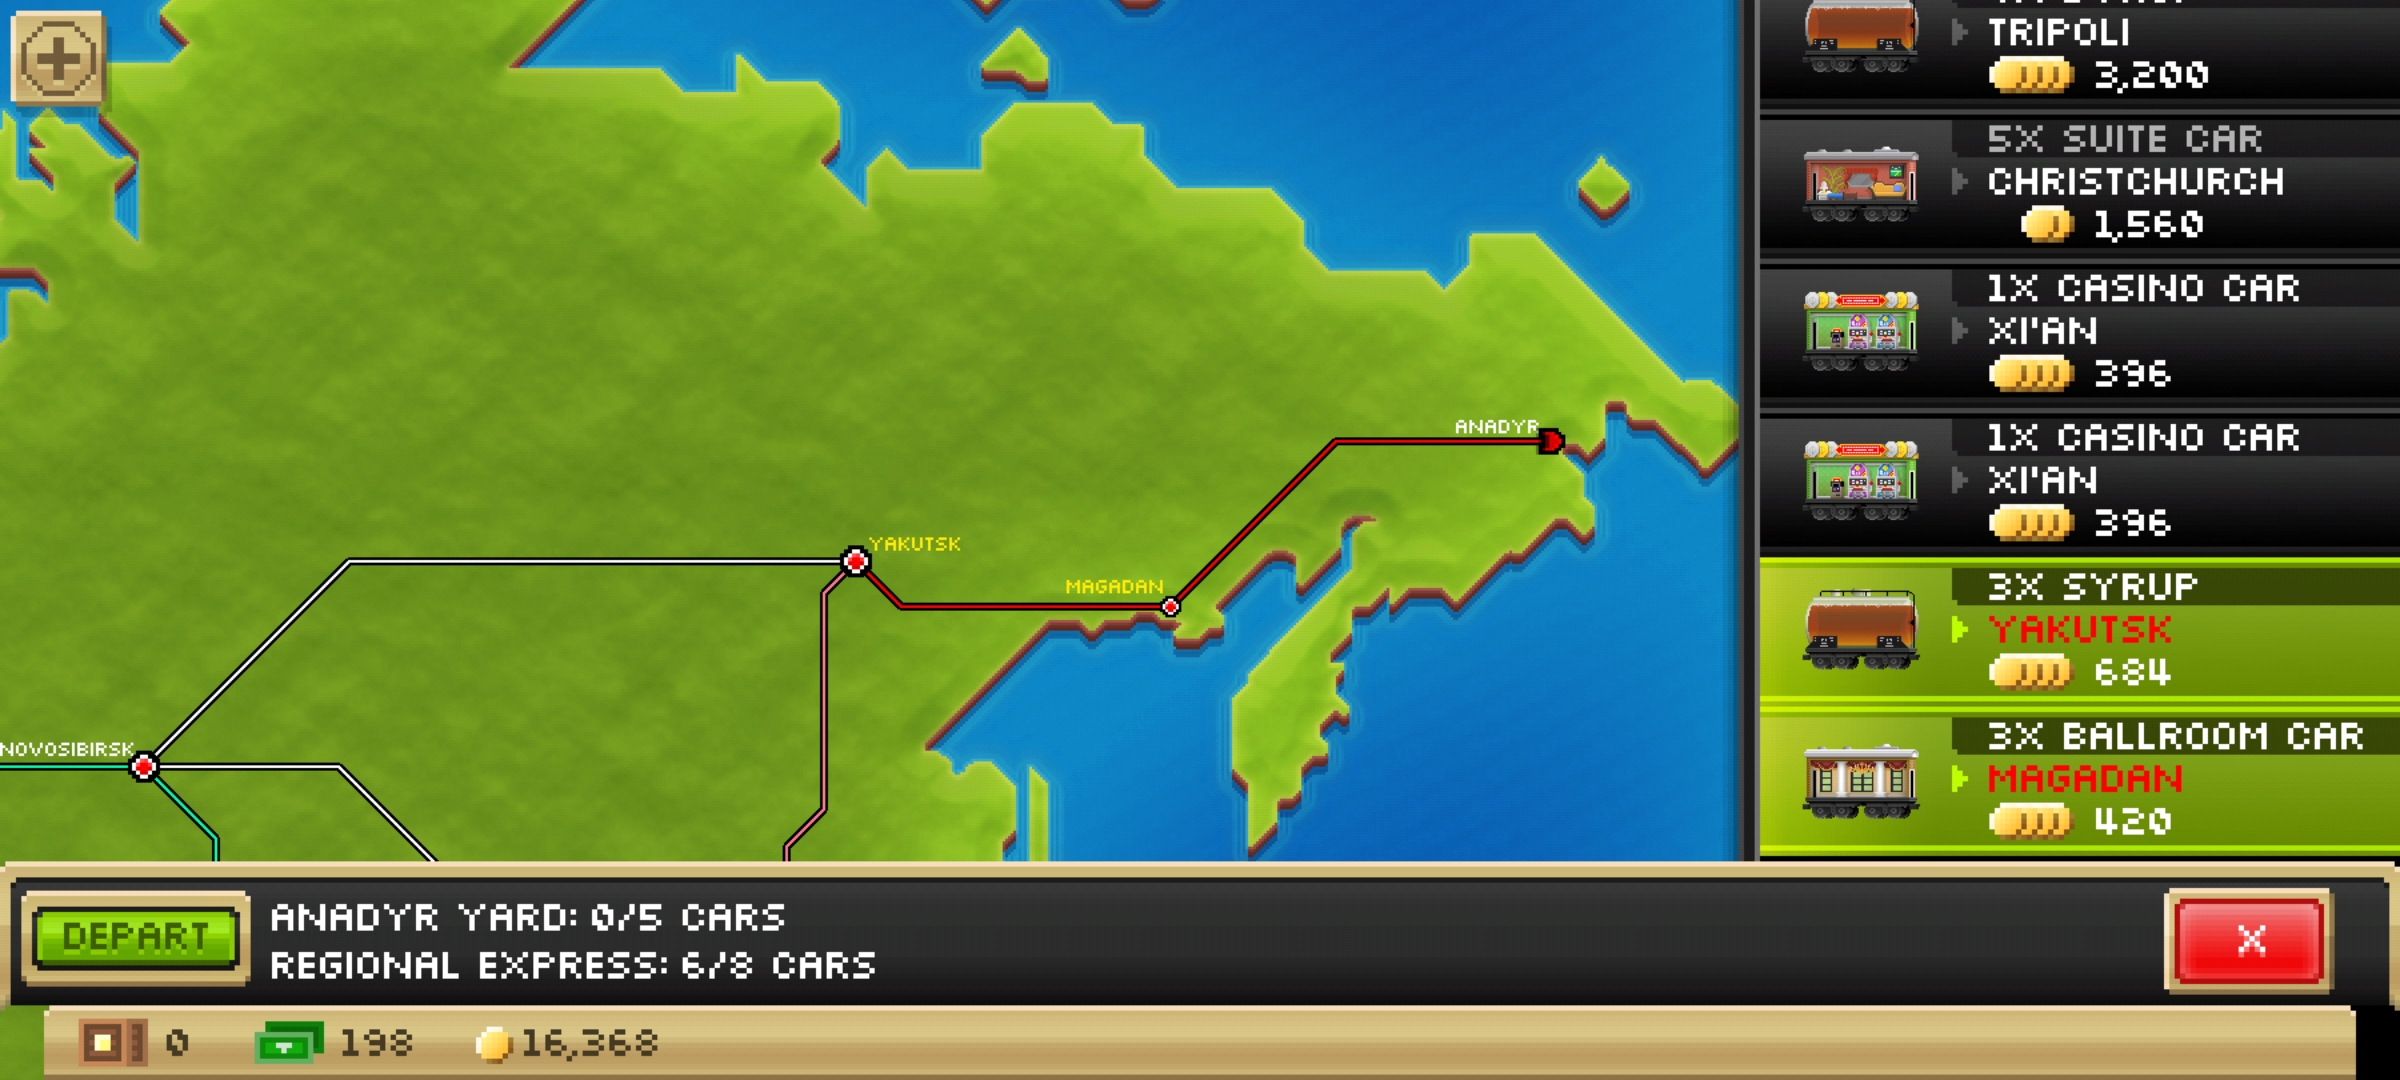 TRIPOLI
3,200
5X SUITE CAR
CHRISTCHURCH
1,560
1X CASINO CAR
XI'AN
396
1X CASINO CAR
XI'AN
396
3X SYRUP
YAKUTSK
684
3X BALLROOM CAR
MAGADAN
420
ANADYR
YAKUTSK
MAGADAN
NOVOSIBIRSK
DEPART
ANADYR YARD: 0/5 CARS
REGIONAL EXPRESS: 6/8 CARS
X
0
198
16,368